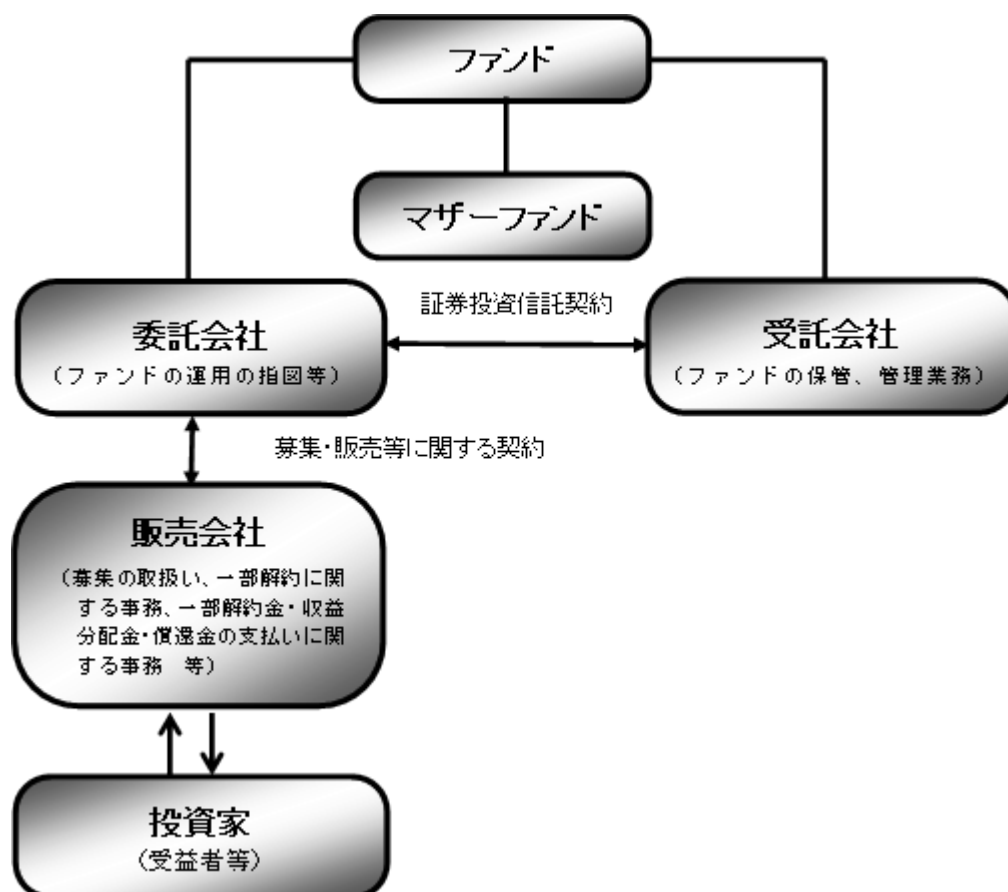 ファンド
マザーファンド
証券投資信託契約
委託会社
（ファンドの運用の指図等）
受託会社
（ファンドの保管、管理業務）
募集・販売等に関する契約
販売会社
（募集の取扱い、一部解約に関
する事務、一部解約金・収益
分配金・償還金の支払いに関
する事務　等）
投資家
（受益者等）